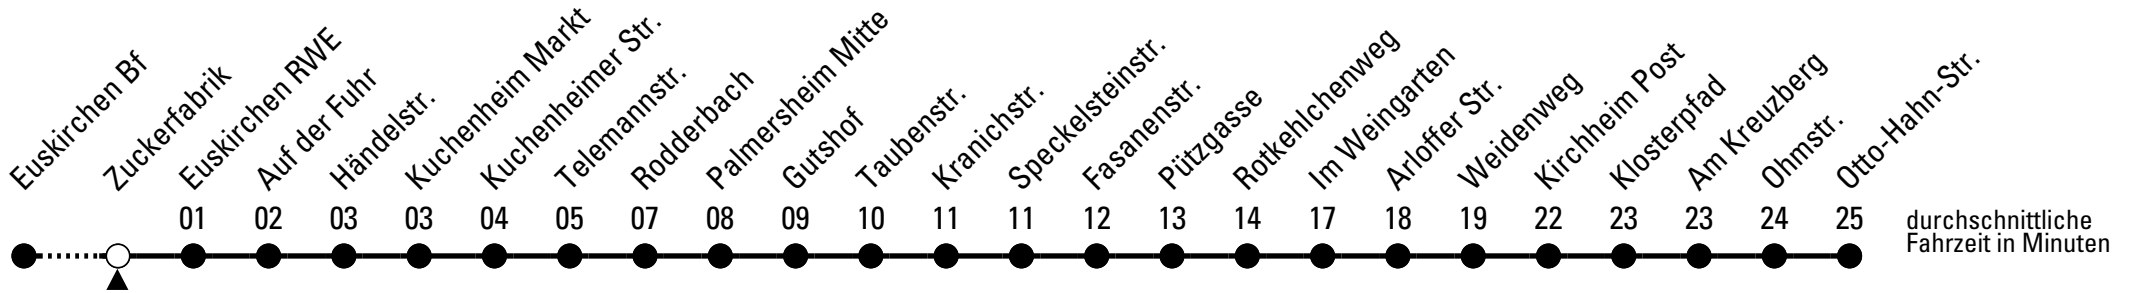 Euskirchen Bf
Zuckerfabrik
Euskirchen RWE
Auf der Fuhr
Händelstr.
Kuchenheim Markt
Kuchenheimer Str.
Telemannstr.
Rodderbach
Palmersheim Mitte
Gutshof
Taubenstr.
Kranichstr.
Speckelsteinstr.
Fasanenstr.
Pützgasse
Rotkehlchenweg
Im Weingarten
Arloffer Str.
Weidenweg
Kirchheim Post
Klosterpfad
Am Kreuzberg
Ohmstr.
Otto-Hahn-Str.
01 02 03 03 04 05 07 08 09 10 11 11 12 13 14 17 18 19 22 23 23 24 25
durchschnittliche
Fahrzeit in Minuten